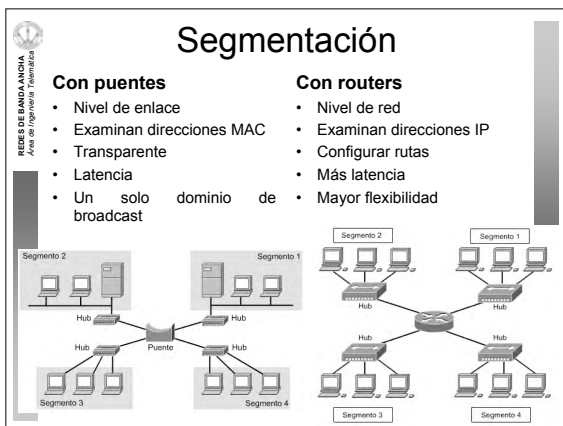 REDES DE BANDA ANCHA
Área de Ingeniería Telemática
Segmentación
Con puentes
• Nivel de enlace
• Examinan direcciones MAC
• Transparente
• Latencia
• Un solo dominio de
broadcast
Con routers
• Nivel de red
• Examinan direcciones IP
• Configurar rutas
• Más latencia
• Mayor flexibilidad
Segmento 2
Segmento 1
Hub
Hub
Hub
Puente
Hub
Segmento 3
Segmento 4
Segmento 2
Segmento 1
Hub
Hub
Hub
Hub
Segmento 3
Segmento 4